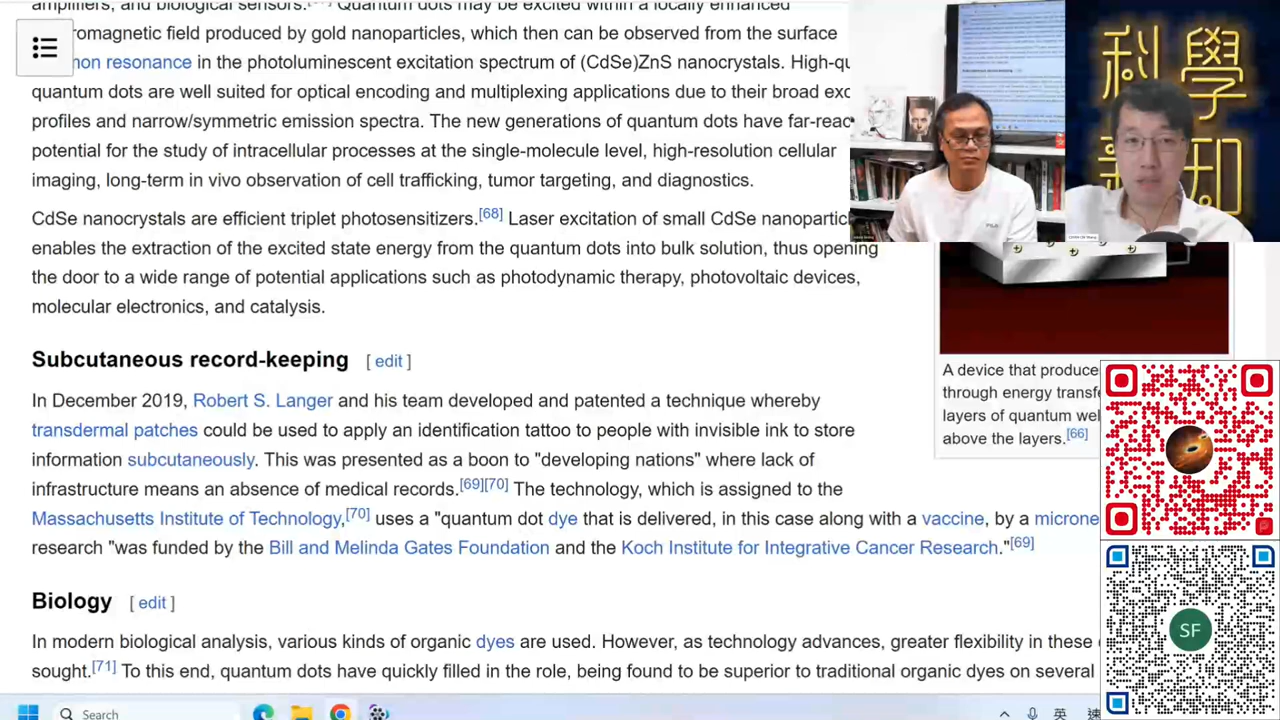 amplifiers, and biological sensors. Quantum dots may be excited within a locally enhanced
omagnetic field produced by gold nanoparticles, which then can be observed from the surface
on resonance in the photoluminescent excitation spectrum of (CdSe)ZnS nanocrystals. High-qu
quantum dots are well suited for optical encoding and multiplexing applications due to their broad exc
profiles and narrow/symmetric emission spectra. The new generations of quantum dots have far-reac
potential for the study of intracellular processes at the single-molecule level, high-resolution cellular
imaging, long-term in vivo observation of cell trafficking, tumor targeting, and diagnostics.
CdSe nanocrystals are efficient triplet photosensitizers.[68] Laser excitation of small CdSe nanopartic
enables the extraction of the excited state energy from the quantum dots into bulk solution, thus opening
the door to a wide range of potential applications such as photodynamic therapy, photovoltaic devices,
molecular electronics, and catalysis.
Subcutaneous record-keeping [ edit ]
In December 2019, Robert S. Langer and his team developed and patented a technique whereby
transdermal patches could be used to apply an identification to people with invisible ink to store
information subcutaneously. This was presented as a boon to "developing nations" where lack of
infrastructure means an absence of medical records.[69][70] The technology, which is assigned to the
Massachusetts Institute of Technology,[70] uses a "quantum dot dye that is delivered, in this case along with a vaccine, by a microne
research "was funded by the Bill and Melinda Gates Foundation and the Koch Institute for Integrative Cancer Research."[69]
Biology [ edit ]
In modern biological analysis, various kinds of organic dyes are used. However, as technology advances, greater flexibility in these
sought.[71] To this end, quantum dots have quickly filled in the role, being found to be superior to traditional organic dyes on several
A device that produce
through energy transfe
layers of quantum wel
above the layers.[66]
科學
新知
FILA
SF
Search
英
速